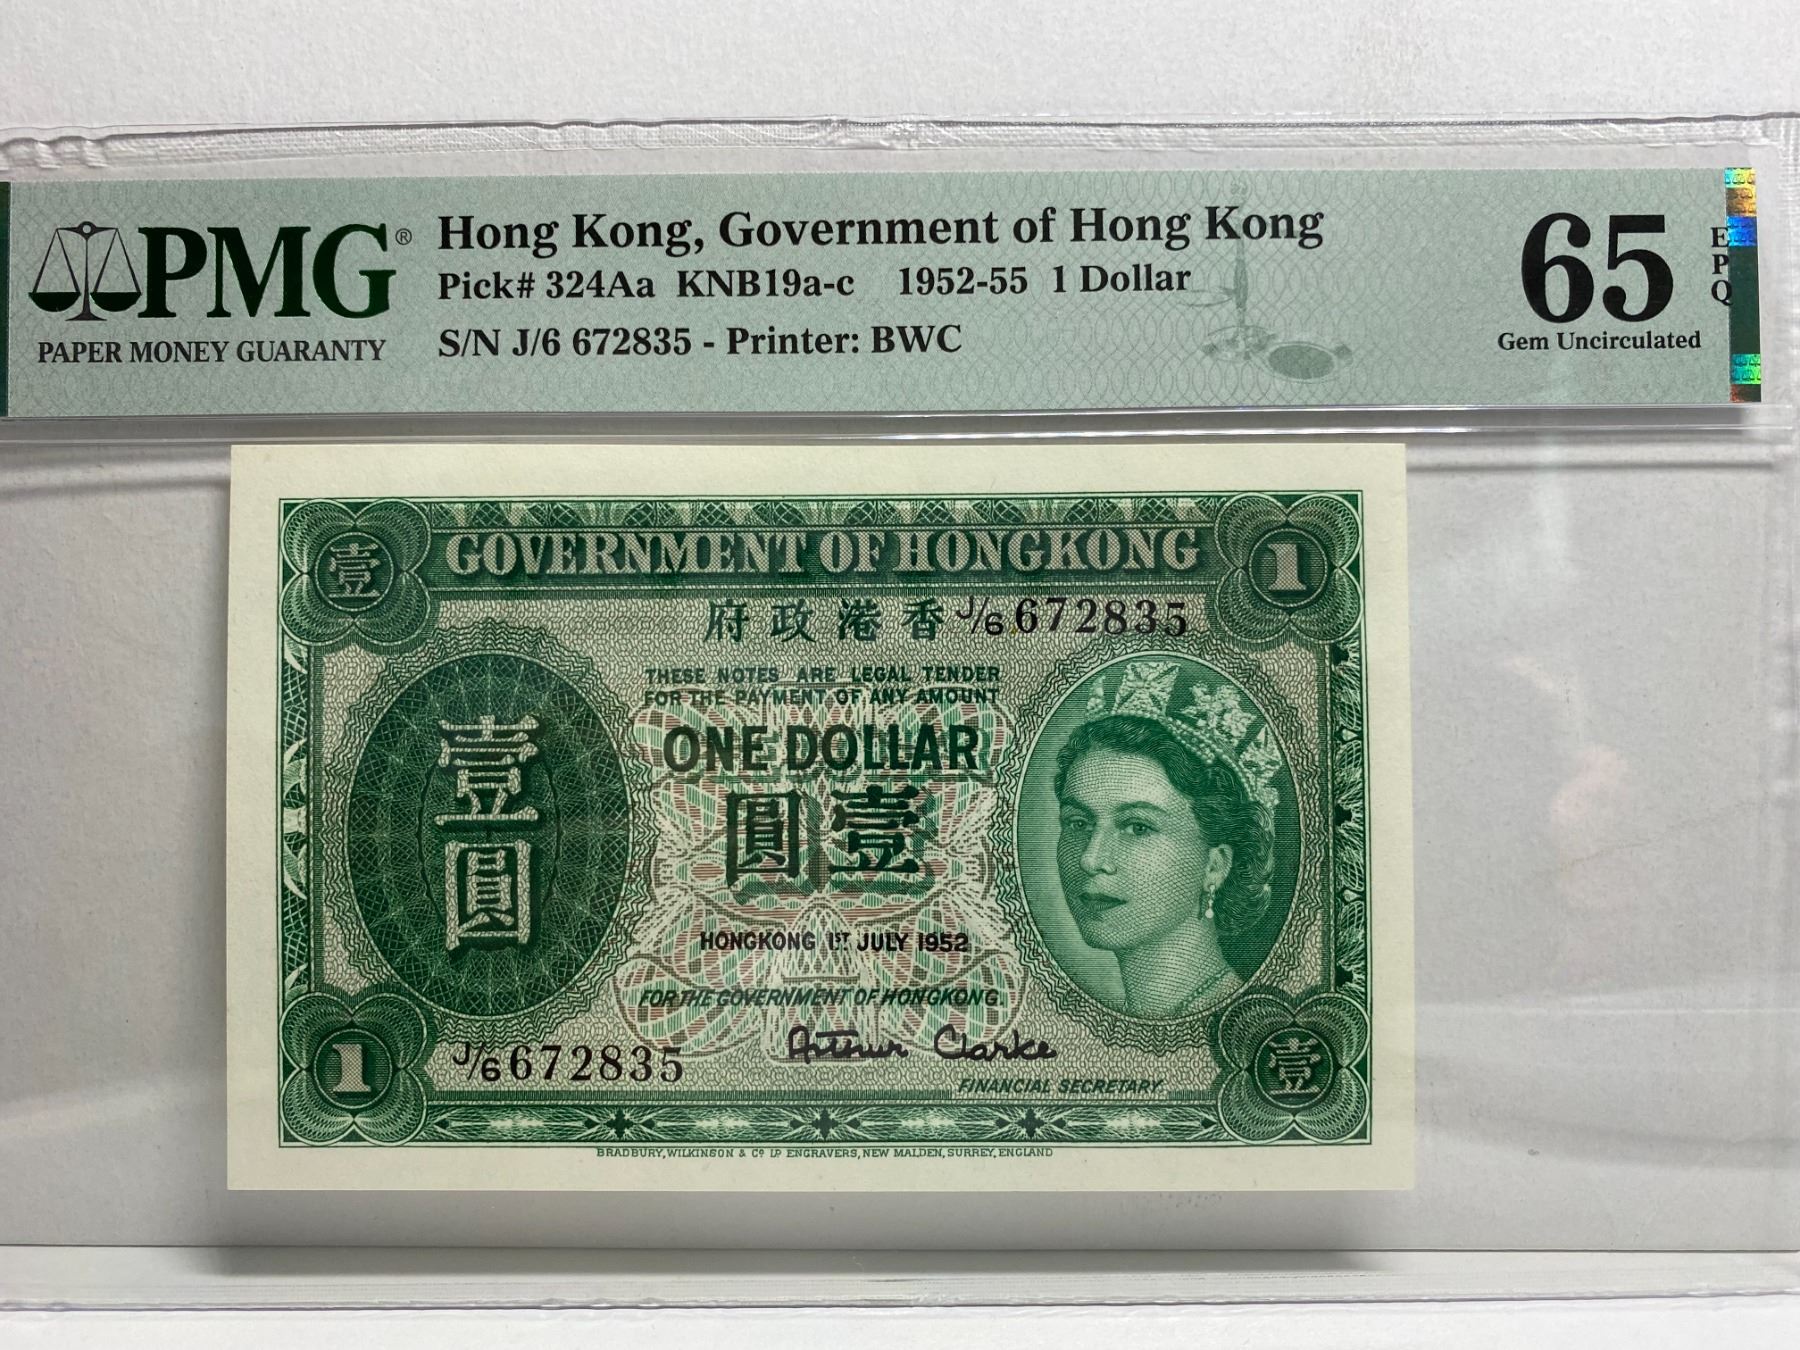 PMG®
PAPER MONEY GUARANTY
Hong Kong, Government of Hong Kong
Pick# 324Aa KNB19a-c 1952-55 1 Dollar
S/N J/6 672835 - Printer: BWC
65
EPQ
Gem Uncirculated
壹
GOVERNMENT OF HONGKONG
1
府政港香
J/6 672835
THESE NOTES ARE LEGAL TENDER
FOR THE PAYMENT OF ANY AMOUNT
ONE DOLLAR
壹圓
圓壹
HONGKONG 1ST JULY 1952
FOR THE GOVERNMENT OF HONGKONG.
1
J/6 672835
Arthur Clarke
FINANCIAL SECRETARY.
壹
BRADBURY, WILKINSON & Co Ld ENGRAVERS, NEW MALDEN, SURREY, ENGLAND